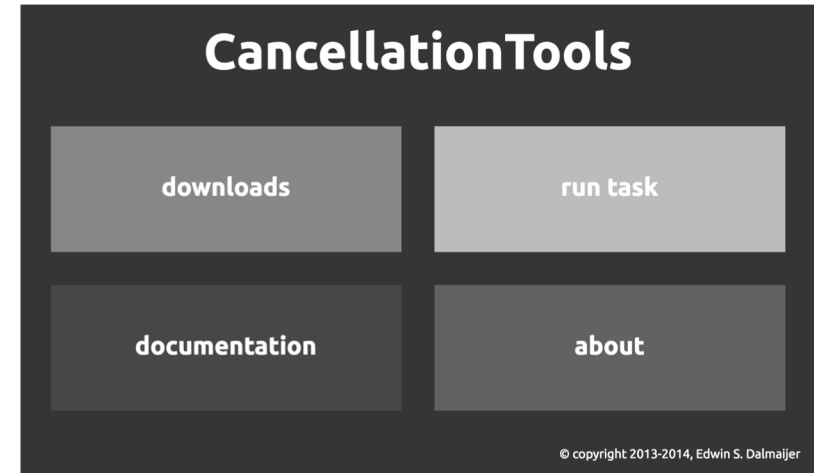 CancellationTools
downloads
run task
documentation
about
© copyright 2013-2014, Edwin S. Dalmaijer